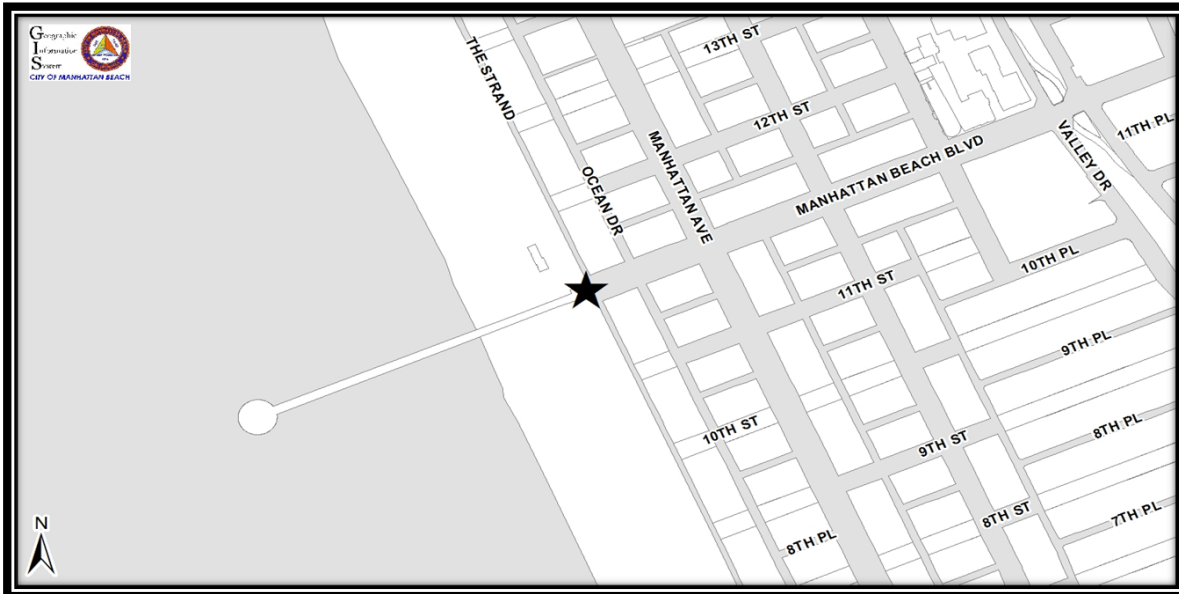 Geographic
Information
System
CITY OF MANHATTAN BEACH
13TH ST
THE STRAND
12TH ST
11TH PL
VALLEY DR
MANHATTAN AVE
MANHATTAN BEACH BLVD
OCEAN DR
10TH PL
11TH ST
9TH PL
10TH ST
8TH PL
9TH ST
8TH ST
7TH PL
8TH PL
N